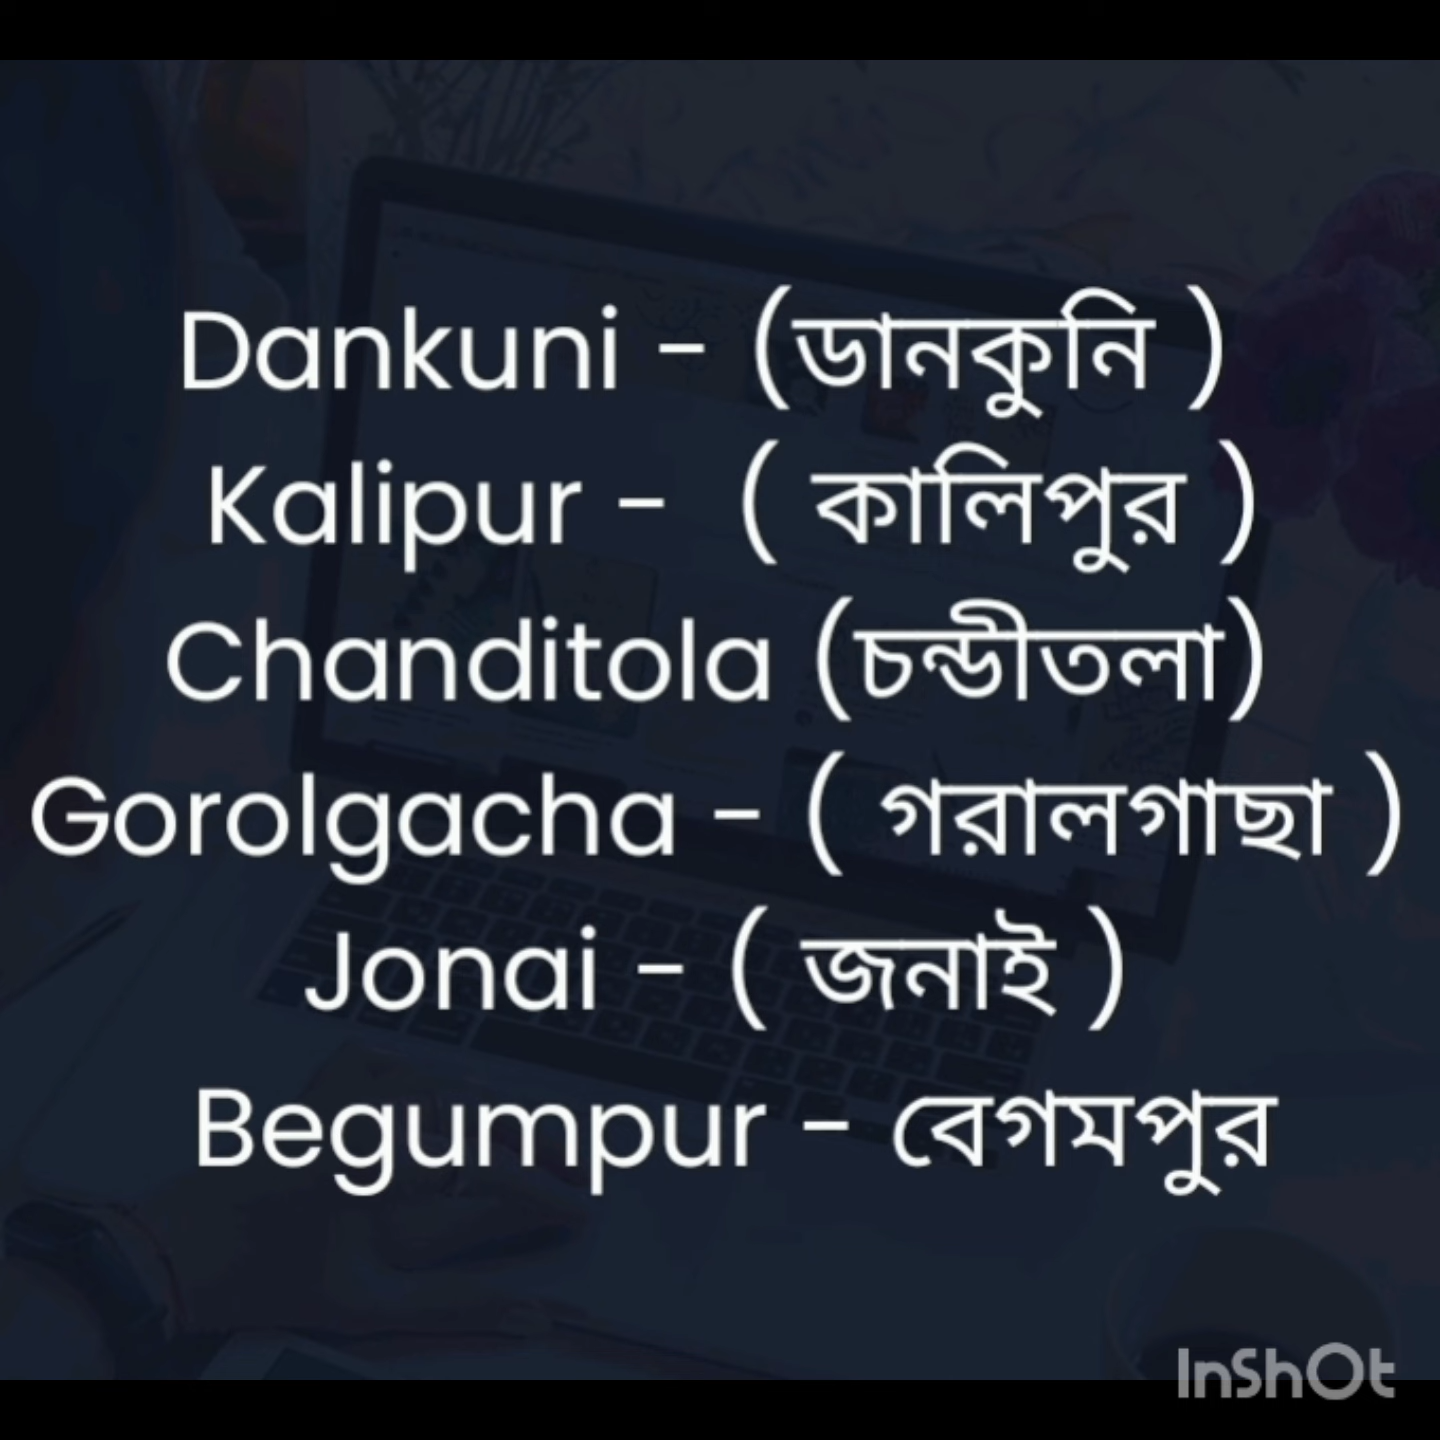 Dankuni - (ডানকুনি )
Kalipur - ( কালিপুর )
Chanditola (চন্ডীতলা)
Gorolgacha - ( গরালগাছা )
Jonai - ( জনাই )
Begumpur - বেগমপুর
InShOt